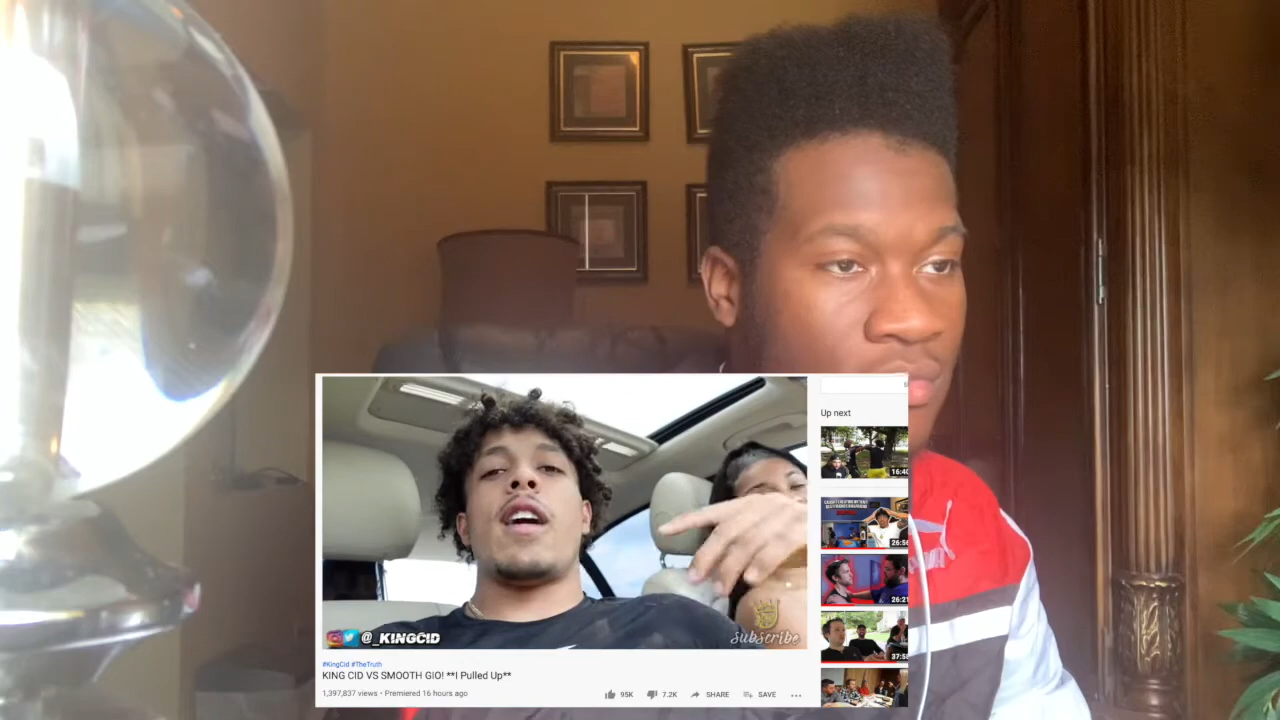 Up next
16:40
26:56
26:21
37:58
@_KINGCID
Subscribe
#KingCid #TheTruth
KING CID VS SMOOTH GIO! **I Pulled Up**
1,397,837 views • Premiered 16 hours ago
95K
7.2K
SHARE
SAVE